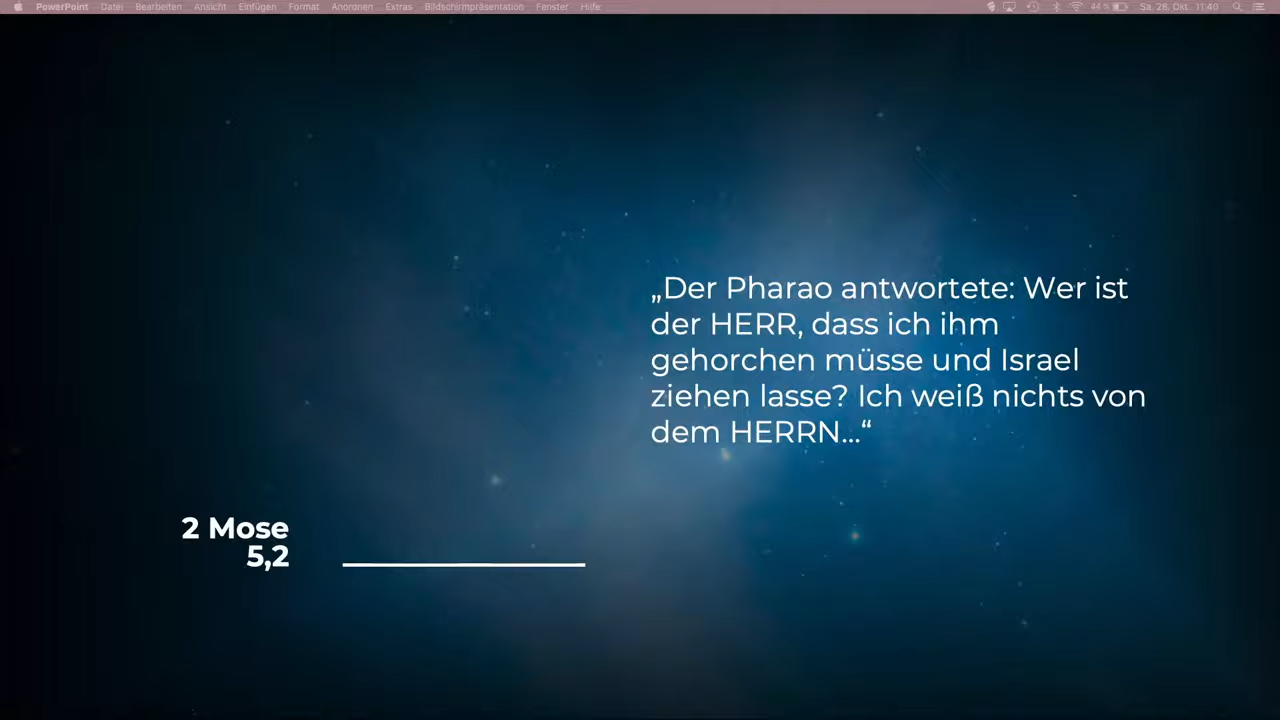 PowerPoint Datei Bearbeiten Ansicht Einfügen Format Anordnen Extras Bildschirmpräsentation Fenster Hilfe 44 % Sa. 28. Okt. 11:40
„Der Pharao antwortete: Wer ist
der HERR, dass ich ihm
gehorchen müsse und Israel
ziehen lasse? Ich weiß nichts von
dem HERRN...“
2 Mose
5,2